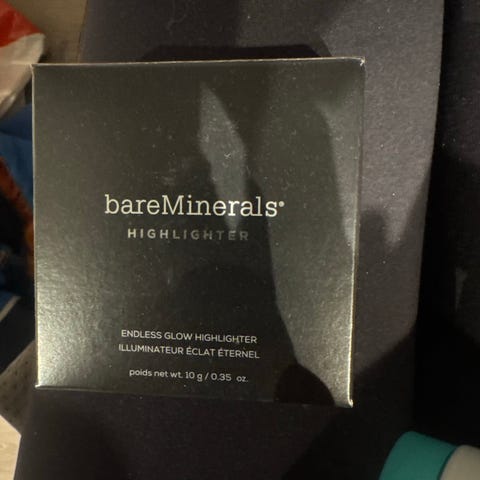 bareMinerals®
HIGHLIGHTER
ENDLESS GLOW HIGHLIGHTER
ILLUMINATEUR ÉCLAT ÉTERNEL
poids net wt. 10 g / 0.35 oz.